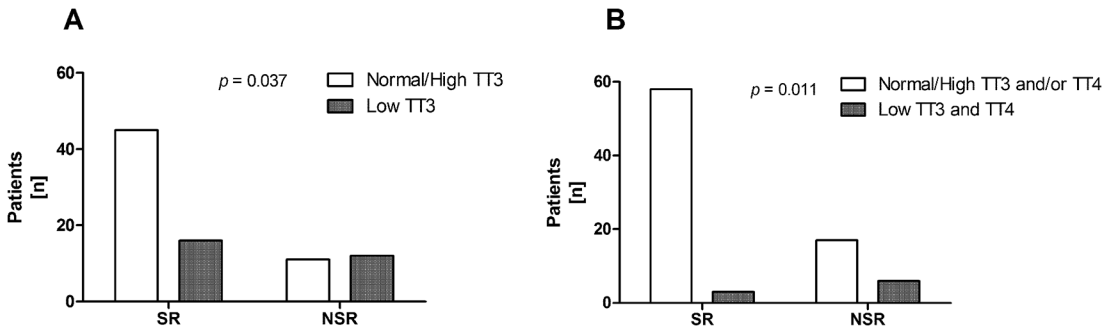 A
p = 0.037
Normal/High TT3
Low TT3
Patients
[n]
60
40
20
0
SR
NSR
B
p = 0.011
Normal/High TT3 and/or TT4
Low TT3 and TT4
Patients
[n]
60
40
20
0
SR
NSR